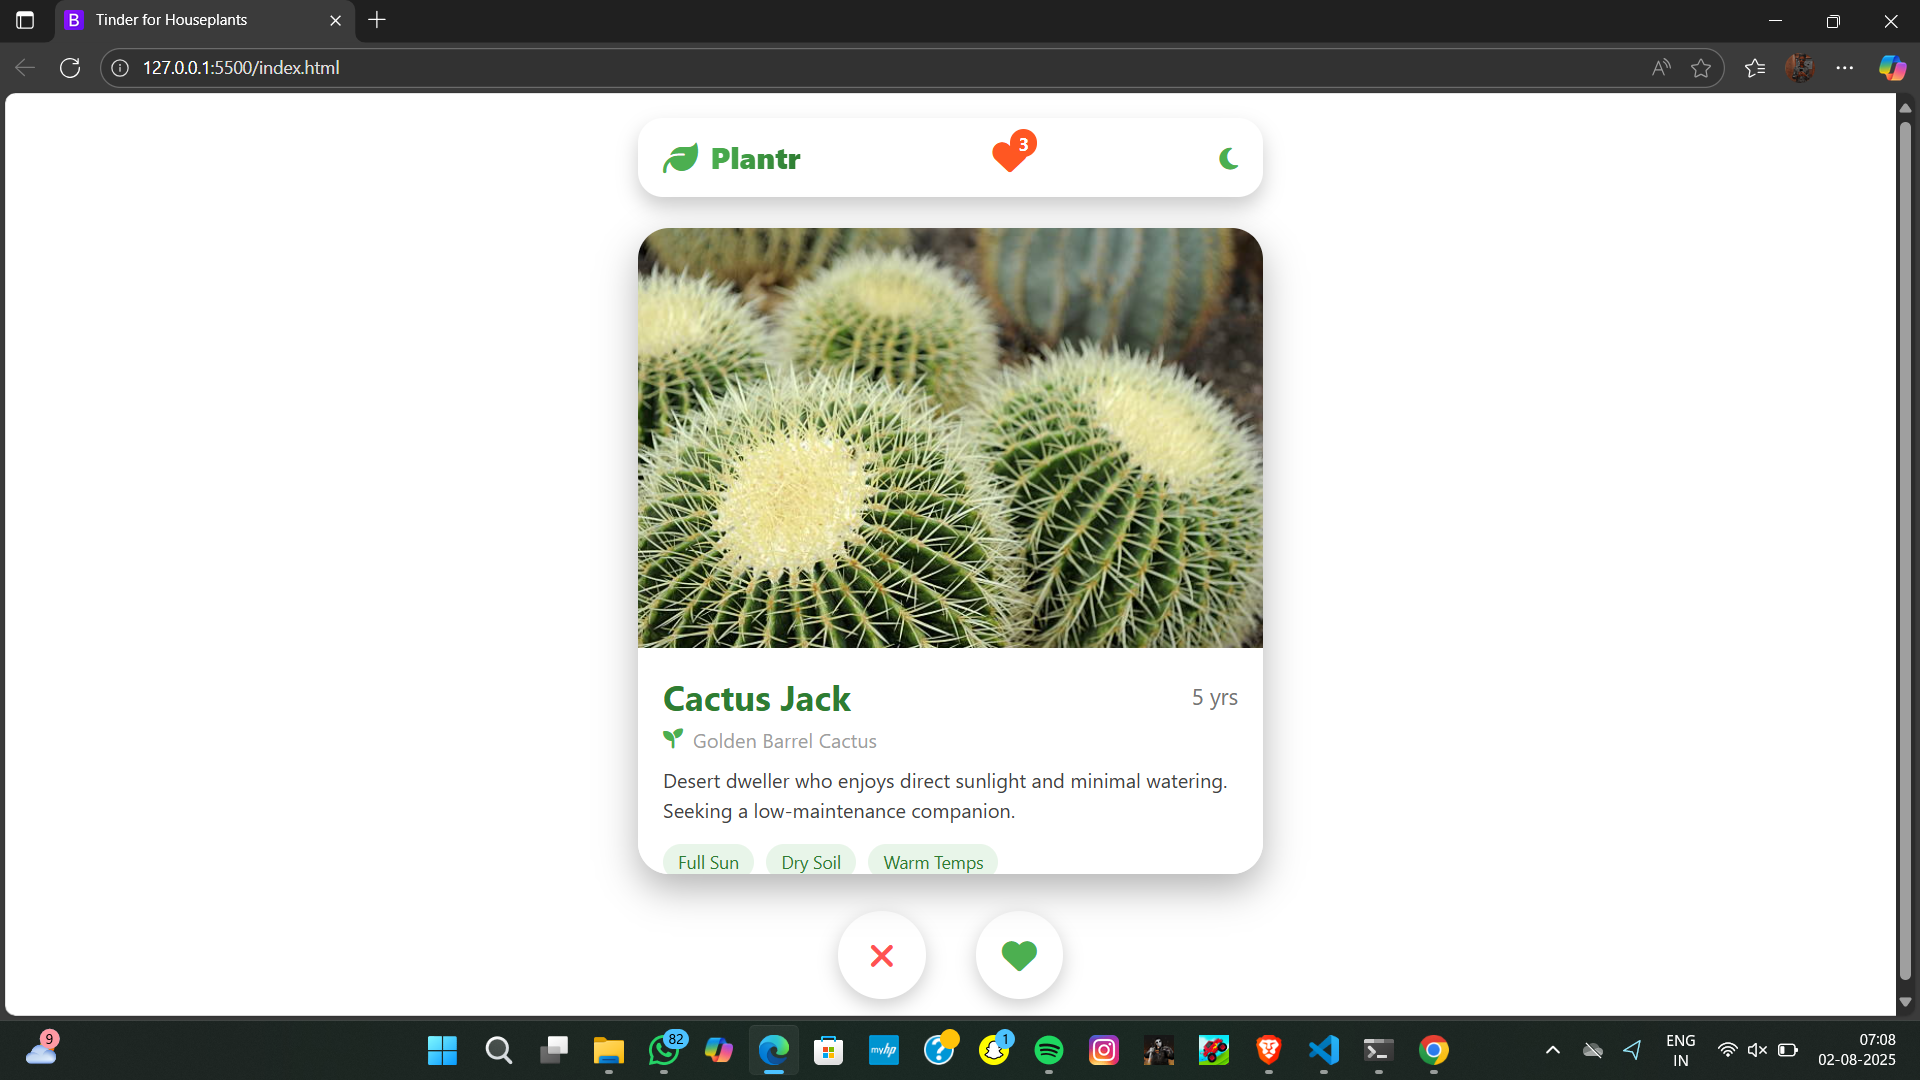 B Tinder for Houseplants
127.0.0.1:5500/index.html
Plantr
3
Cactus Jack
5 yrs
Golden Barrel Cactus
Desert dweller who enjoys direct sunlight and minimal watering.
Seeking a low-maintenance companion.
Full Sun
Dry Soil
Warm Temps
9
82
myhp
?
1
ENG
IN
07:08
02-08-2025